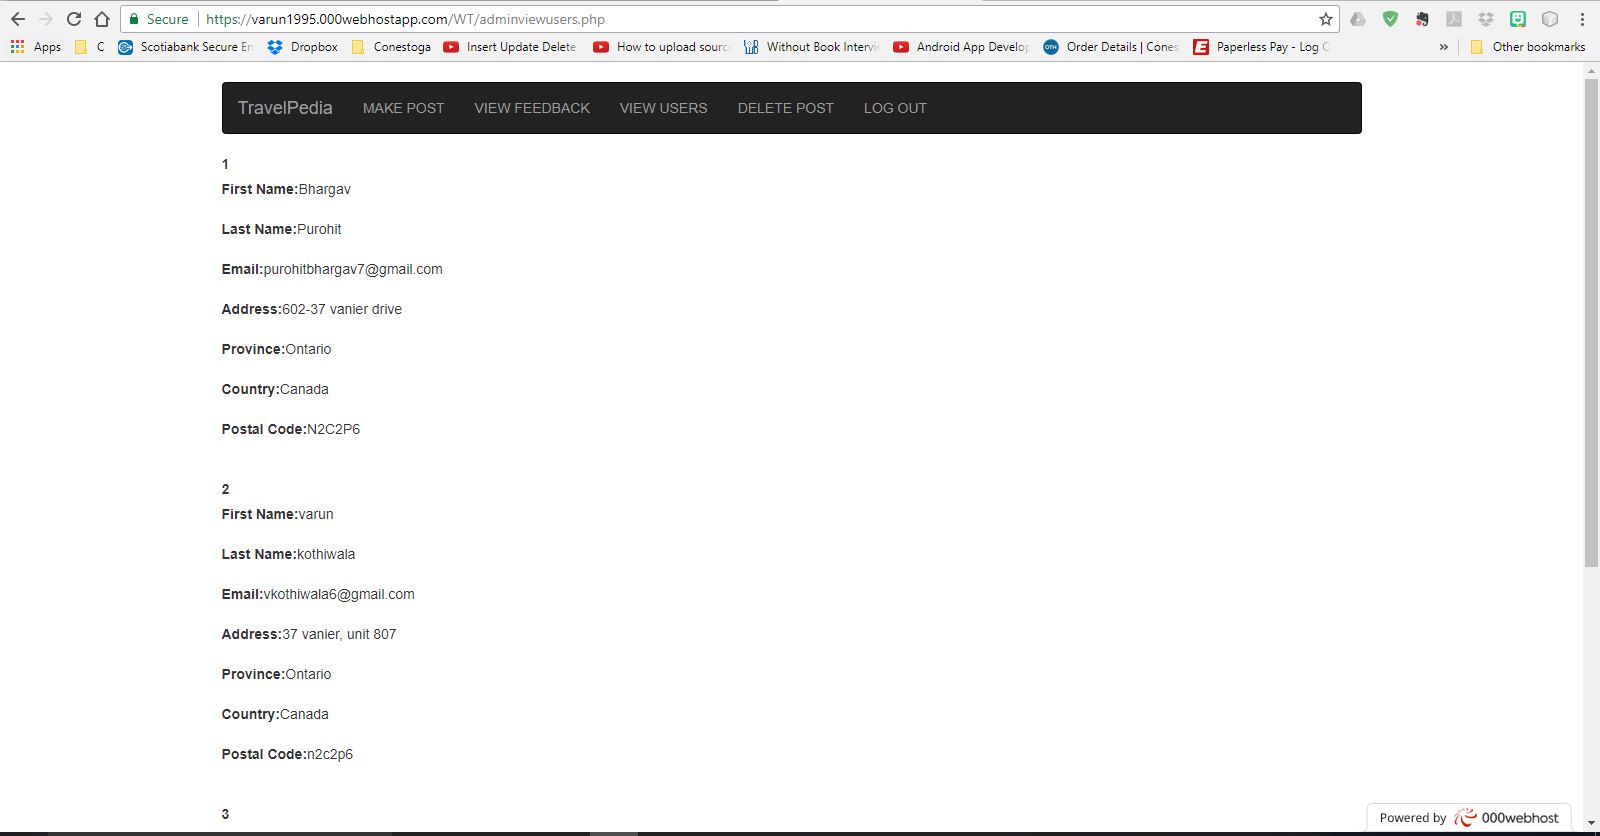 Secure https://varun1995.000webhostapp.com/WT/adminviewusers.php
Apps C Scotiabank Secure En Dropbox Conestoga Insert Update Delete How to upload sourc Without Book Intervie Android App Develop Order Details | Cones Paperless Pay - Log O » Other bookmarks
TravelPedia MAKE POST VIEW FEEDBACK VIEW USERS DELETE POST LOG OUT
1
First Name:Bhargav
Last Name:Purohit
Email:purohitbhargav7@gmail.com
Address:602-37 vanier drive
Province:Ontario
Country:Canada
Postal Code:N2C2P6
2
First Name:varun
Last Name:kothiwala
Email:vkothiwala6@gmail.com
Address:37 vanier, unit 807
Province:Ontario
Country:Canada
Postal Code:n2c2p6
3
Powered by 000webhost